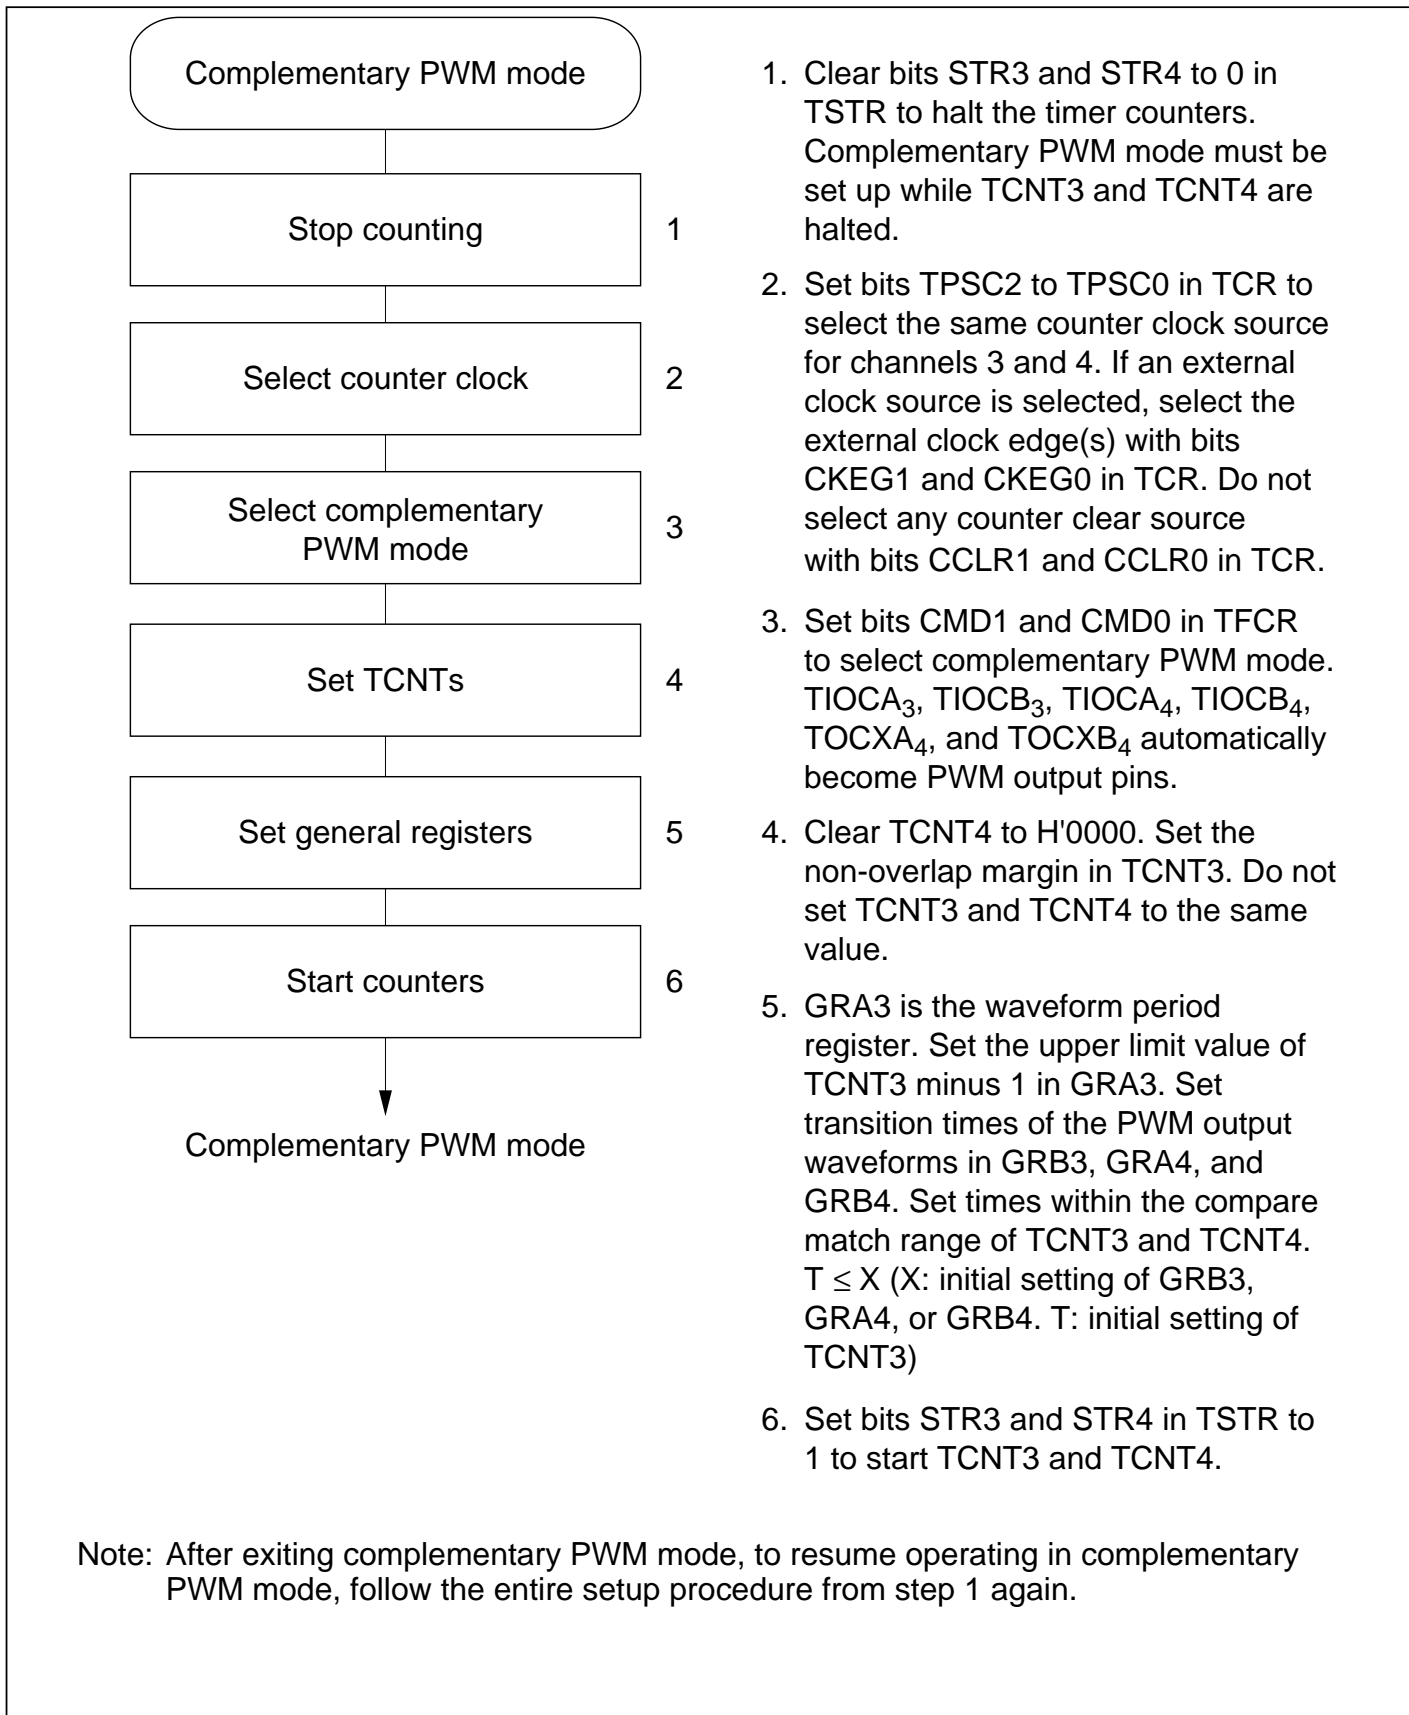 Complementary PWM mode
Stop counting 1
Select counter clock 2
Select complementary
PWM mode 3
Set TCNTs 4
Set general registers 5
Start counters 6
Complementary PWM mode
1. Clear bits STR3 and STR4 to 0 in
TSTR to halt the timer counters.
Complementary PWM mode must be
set up while TCNT3 and TCNT4 are
halted.
2. Set bits TPSC2 to TPSC0 in TCR to
select the same counter clock source
for channels 3 and 4. If an external
clock source is selected, select the
external clock edge(s) with bits
CKEG1 and CKEG0 in TCR. Do not
select any counter clear source
with bits CCLR1 and CCLR0 in TCR.
3. Set bits CMD1 and CMD0 in TFCR
to select complementary PWM mode.
TIOCA₃, TIOCB₃, TIOCA₄, TIOCB₄,
TOCXA₄, and TOCXB₄ automatically
become PWM output pins.
4. Clear TCNT4 to H'0000. Set the
non-overlap margin in TCNT3. Do not
set TCNT3 and TCNT4 to the same
value.
5. GRA3 is the waveform period
register. Set the upper limit value of
TCNT3 minus 1 in GRA3. Set
transition times of the PWM output
waveforms in GRB3, GRA4, and
GRB4. Set times within the compare
match range of TCNT3 and TCNT4.
T ≤ X (X: initial setting of GRB3,
GRA4, or GRB4. T: initial setting of
TCNT3)
6. Set bits STR3 and STR4 in TSTR to
1 to start TCNT3 and TCNT4.
Note: After exiting complementary PWM mode, to resume operating in complementary
PWM mode, follow the entire setup procedure from step 1 again.